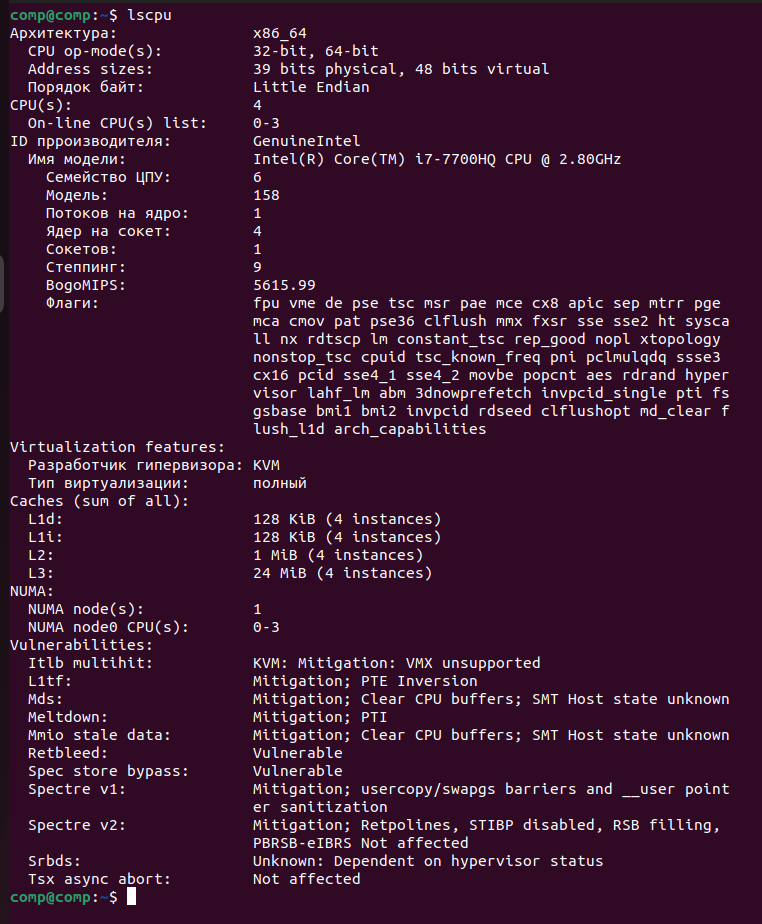 comp@comp:~$ lscpu
Архитектура:               x86_64
  CPU op-mode(s):          32-bit, 64-bit
  Address sizes:           39 bits physical, 48 bits virtual
  Порядок байт:            Little Endian
CPU(s):                    4
  On-line CPU(s) list:     0-3
ID прроизводителя:         GenuineIntel
  Имя модели:              Intel(R) Core(TM) i7-7700HQ CPU @ 2.80GHz
    Семейство ЦПУ:         6
    Модель:                158
    Потоков на ядро:       1
    Ядер на сокет:         4
    Сокетов:               1
    Степпинг:              9
    BogoMIPS:              5615.99
    Флаги:                 fpu vme de pse tsc msr pae mce cx8 apic sep mtrr pge
                           mca cmov pat pse36 clflush mmx fxsr sse sse2 ht sysca
                           ll nx rdtscp lm constant_tsc rep_good nopl xtopology
                           nonstop_tsc cpuid tsc_known_freq pni pclmulqdq ssse3
                           cx16 pcid sse4_1 sse4_2 movbe popcnt aes rdrand hyper
                           visor lahf_lm abm 3dnowprefetch invpcid_single pti fs
                           gsbase bmi1 bmi2 invpcid rdseed clflushopt md_clear f
                           lush_l1d arch_capabilities
Virtualization features:
  Разработчик гипервизора: KVM
  Тип виртуализации:       полный
Caches (sum of all):
  L1d:                     128 KiB (4 instances)
  L1i:                     128 KiB (4 instances)
  L2:                      1 MiB (4 instances)
  L3:                      24 MiB (4 instances)
NUMA:
  NUMA node(s):            1
  NUMA node0 CPU(s):       0-3
Vulnerabilities:
  Itlb multihit:           KVM: Mitigation: VMX unsupported
  L1tf:                    Mitigation; PTE Inversion
  Mds:                     Mitigation; Clear CPU buffers; SMT Host state unknown
  Meltdown:                Mitigation; PTI
  Mmio stale data:         Mitigation; Clear CPU buffers; SMT Host state unknown
  Retbleed:                Vulnerable
  Spec store bypass:       Vulnerable
  Spectre v1:              Mitigation; usercopy/swapgs barriers and __user point
                           er sanitization
  Spectre v2:              Mitigation; Retpolines, STIBP disabled, RSB filling,
                           PBRSB-eIBRS Not affected
  Srbds:                   Unknown: Dependent on hypervisor status
  Tsx async abort:         Not affected
comp@comp:~$